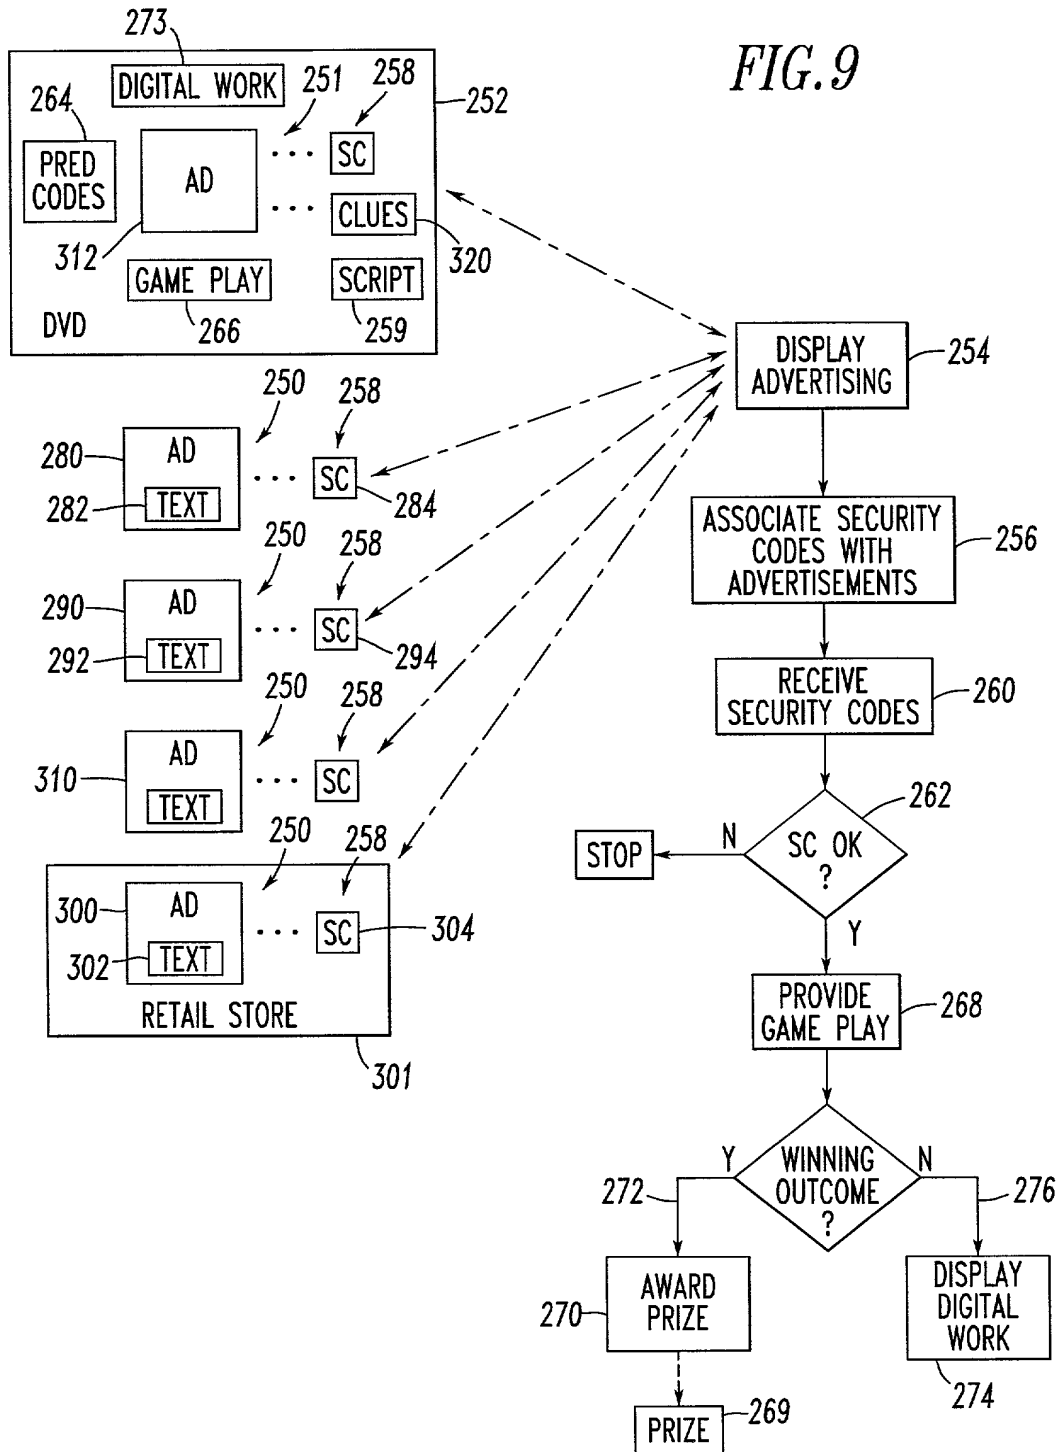 FIG.9
273
DIGITAL WORK
251
258
252
264
PRED
CODES
AD
SC
CLUES
312
320
GAME PLAY
SCRIPT
DVD
266
259
DISPLAY
ADVERTISING
254
250
258
280
AD
SC
282
TEXT
284
ASSOCIATE SECURITY
CODES WITH
ADVERTISEMENTS
256
250
258
290
AD
SC
292
TEXT
294
RECEIVE
SECURITY CODES
260
250
258
310
AD
SC
TEXT
262
SC OK
?
N
STOP
Y
250
258
300
AD
SC
304
302
TEXT
RETAIL STORE
301
PROVIDE
GAME PLAY
268
Y
WINNING
OUTCOME
?
N
272
276
270
AWARD
PRIZE
DISPLAY
DIGITAL
WORK
274
PRIZE
269